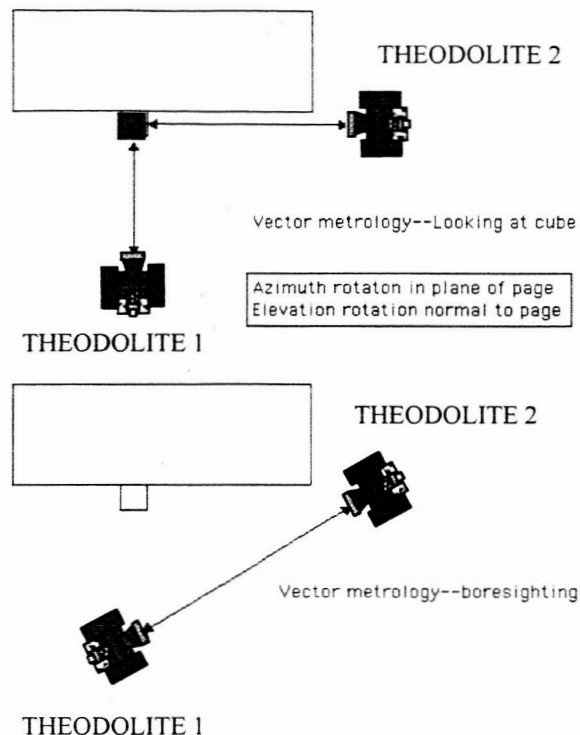 THEODOLITE 2
Vector metrology--Looking at cube
Azimuth rotaton in plane of page
Elevation rotation normal to page
THEODOLITE 1
THEODOLITE 2
Vector metrology--boresighting
THEODOLITE 1